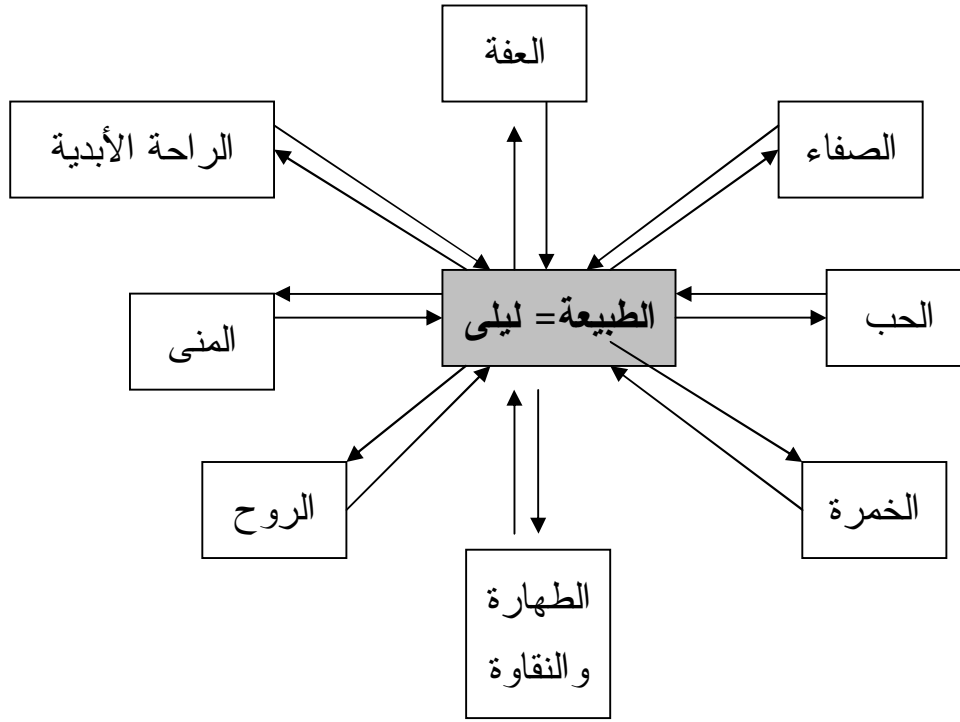 العفة
الصفاء
الراحة الأبدية
الطبيعة= ليلى
الحب
المنى
الخمرة
الروح
الطهارة
والنقاوة